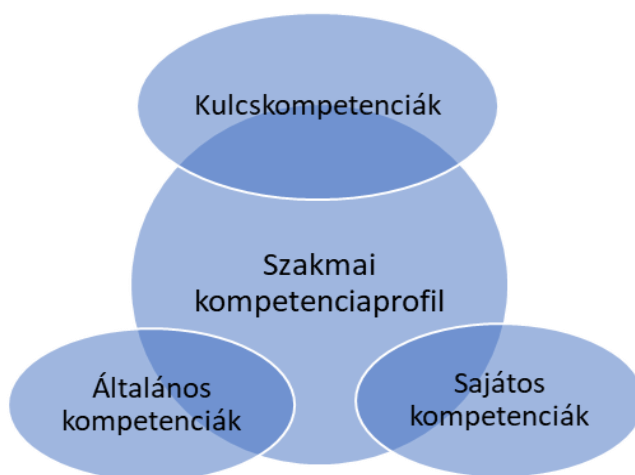 Kulcskompetenciák
Szakmai
kompetenciaprofil
Általános
kompetenciák
Sajátos
kompetenciák